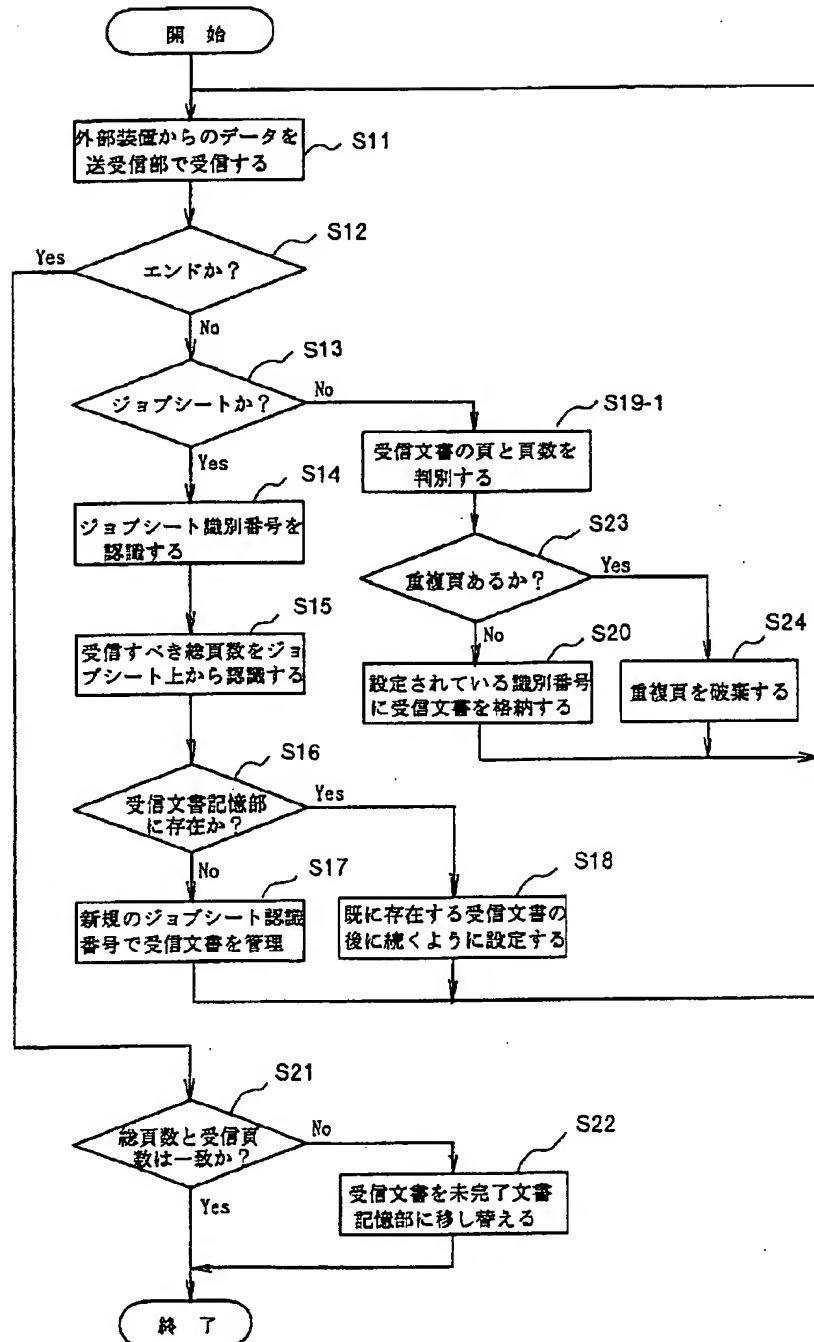 開 始
外部装置からのデータを
送受信部で受信する
S11
S12
Yes
エンドか?
No
S13
ジョブシートか?
No
Yes
S19-1
受信文書の頁と頁数を
判別する
S14
ジョブシート識別番号を
認識する
S23
重複頁あるか?
Yes
No
S15
受信すべき総頁数をジョ
ブシート上から認識する
S20
設定されている識別番号
に受信文書を格納する
S24
重複頁を破棄する
S16
受信文書記憶部
に存在か?
Yes
No
S17
新規のジョブシート認識
番号で受信文書を管理
S18
既に存在する受信文書の
後に続くように設定する
S21
総頁数と受信頁
数は一致か?
No
Yes
S22
受信文書を未完了文書
記憶部に移し替える
終 了